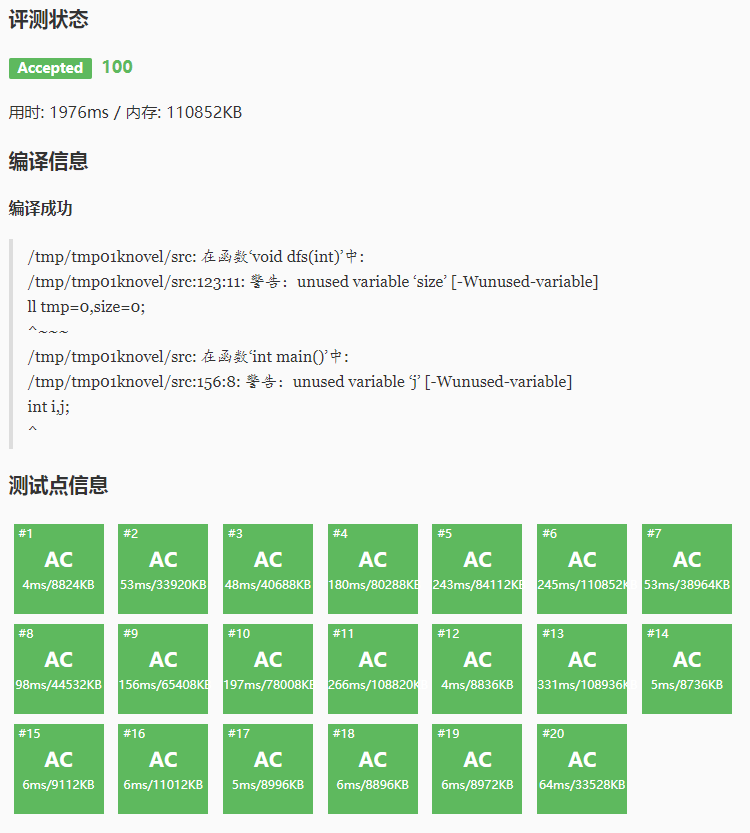 评测状态
Accepted 100
用时: 1976ms / 内存: 110852KB
编译信息
编译成功
/tmp/tmp01knovel/src: 在函数‘void dfs(int)’中:
/tmp/tmp01knovel/src:123:11: 警告：unused variable ‘size’ [-Wunused-variable]
ll tmp=0,size=0;
^~~~
/tmp/tmp01knovel/src: 在函数‘int main()’中:
/tmp/tmp01knovel/src:156:8: 警告：unused variable ‘j’ [-Wunused-variable]
int i,j;
^
测试点信息
#1 #2 #3 #4 #5 #6 #7
AC AC AC AC AC AC AC
4ms/8824KB 53ms/33920KB 48ms/40688KB 180ms/80288KB 243ms/84112KB 245ms/110852K 53ms/38964KB
#8 #9 #10 #11 #12 #13 #14
AC AC AC AC AC AC AC
98ms/44532KB 156ms/65408KB 197ms/78008KB 266ms/108820K 4ms/8836KB 331ms/108936K 5ms/8736KB
#15 #16 #17 #18 #19 #20
AC AC AC AC AC AC
6ms/9112KB 6ms/11012KB 5ms/8996KB 6ms/8896KB 6ms/8972KB 64ms/33528KB